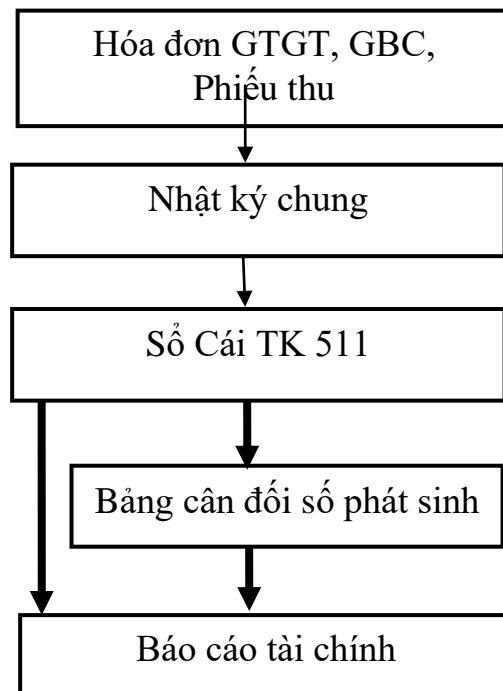 Hóa đơn GTGT, GBC,
Phiếu thu
Nhật ký chung
Sổ Cái TK 511
Bảng cân đối số phát sinh
Báo cáo tài chính